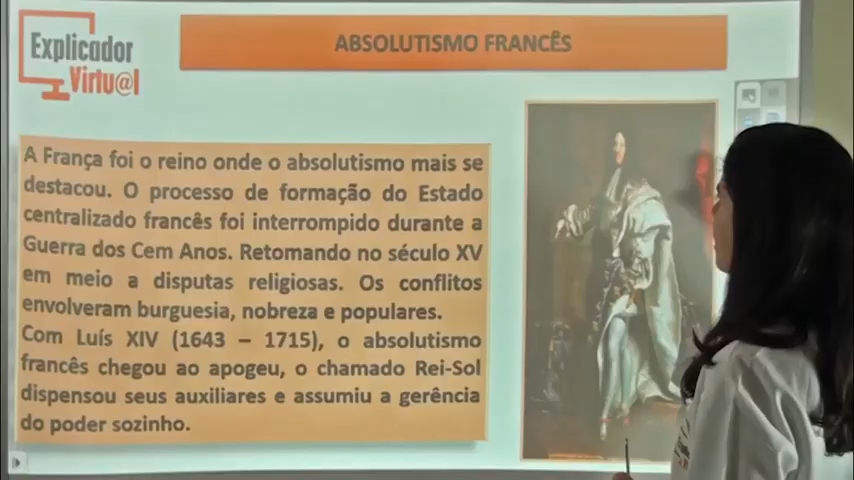 Explicador
Virtu@l
ABSOLUTISMO FRANCÊS
A França foi o reino onde o absolutismo mais se
destacou. O processo de formação do Estado
centralizado francês foi interrompido durante a
Guerra dos Cem Anos. Retomando no século XV
em meio a disputas religiosas. Os conflitos
envolveram burguesia, nobreza e populares.
Com Luís XIV (1643 – 1715), o absolutismo
francês chegou ao apogeu, o chamado Rei-Sol
dispensou seus auxiliares e assumiu a gerência
do poder sozinho.